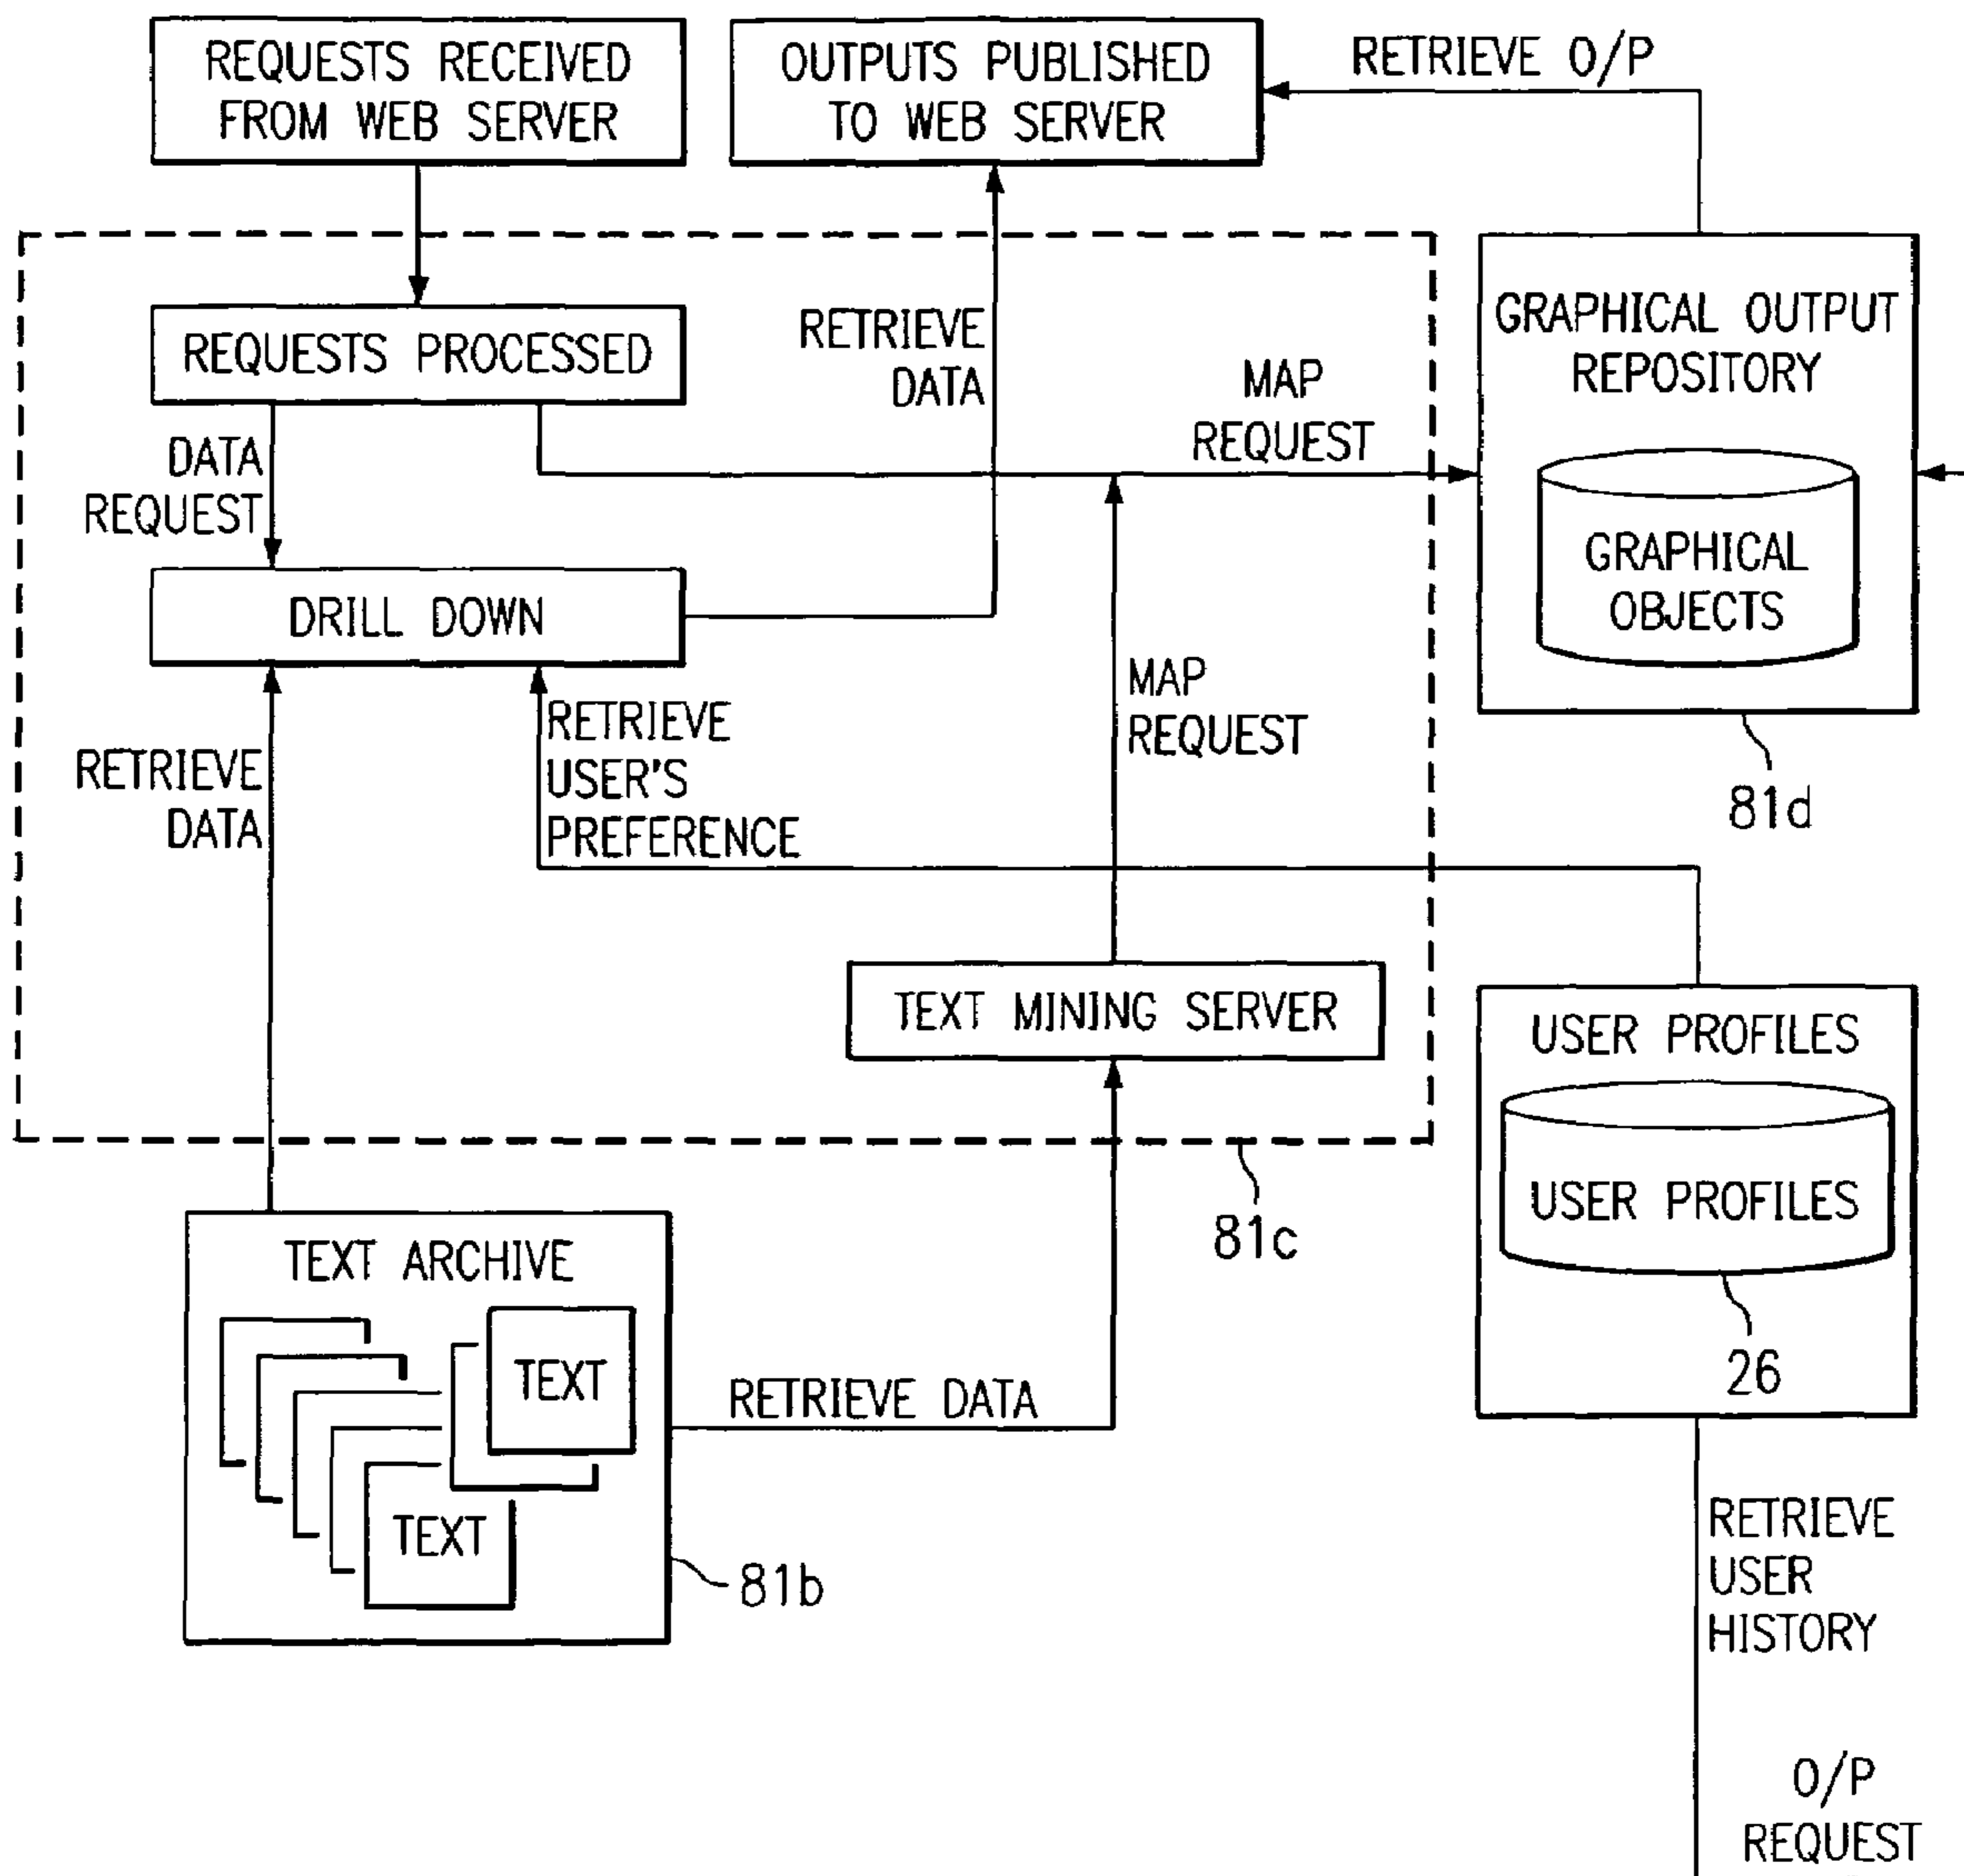 REQUESTS RECEIVED
FROM WEB SERVER
OUTPUTS PUBLISHED
TO WEB SERVER
RETRIEVE O/P
REQUESTS PROCESSED
RETRIEVE
DATA
MAP
REQUEST
GRAPHICAL OUTPUT
REPOSITORY
DATA
REQUEST
GRAPHICAL
OBJECTS
DRILL DOWN
RETRIEVE
DATA
RETRIEVE
USER'S
PREFERENCE
MAP
REQUEST
81d
TEXT MINING SERVER
USER PROFILES
USER PROFILES
26
81c
TEXT ARCHIVE
TEXT
TEXT
RETRIEVE DATA
81b
RETRIEVE
USER
HISTORY
O/P
REQUEST